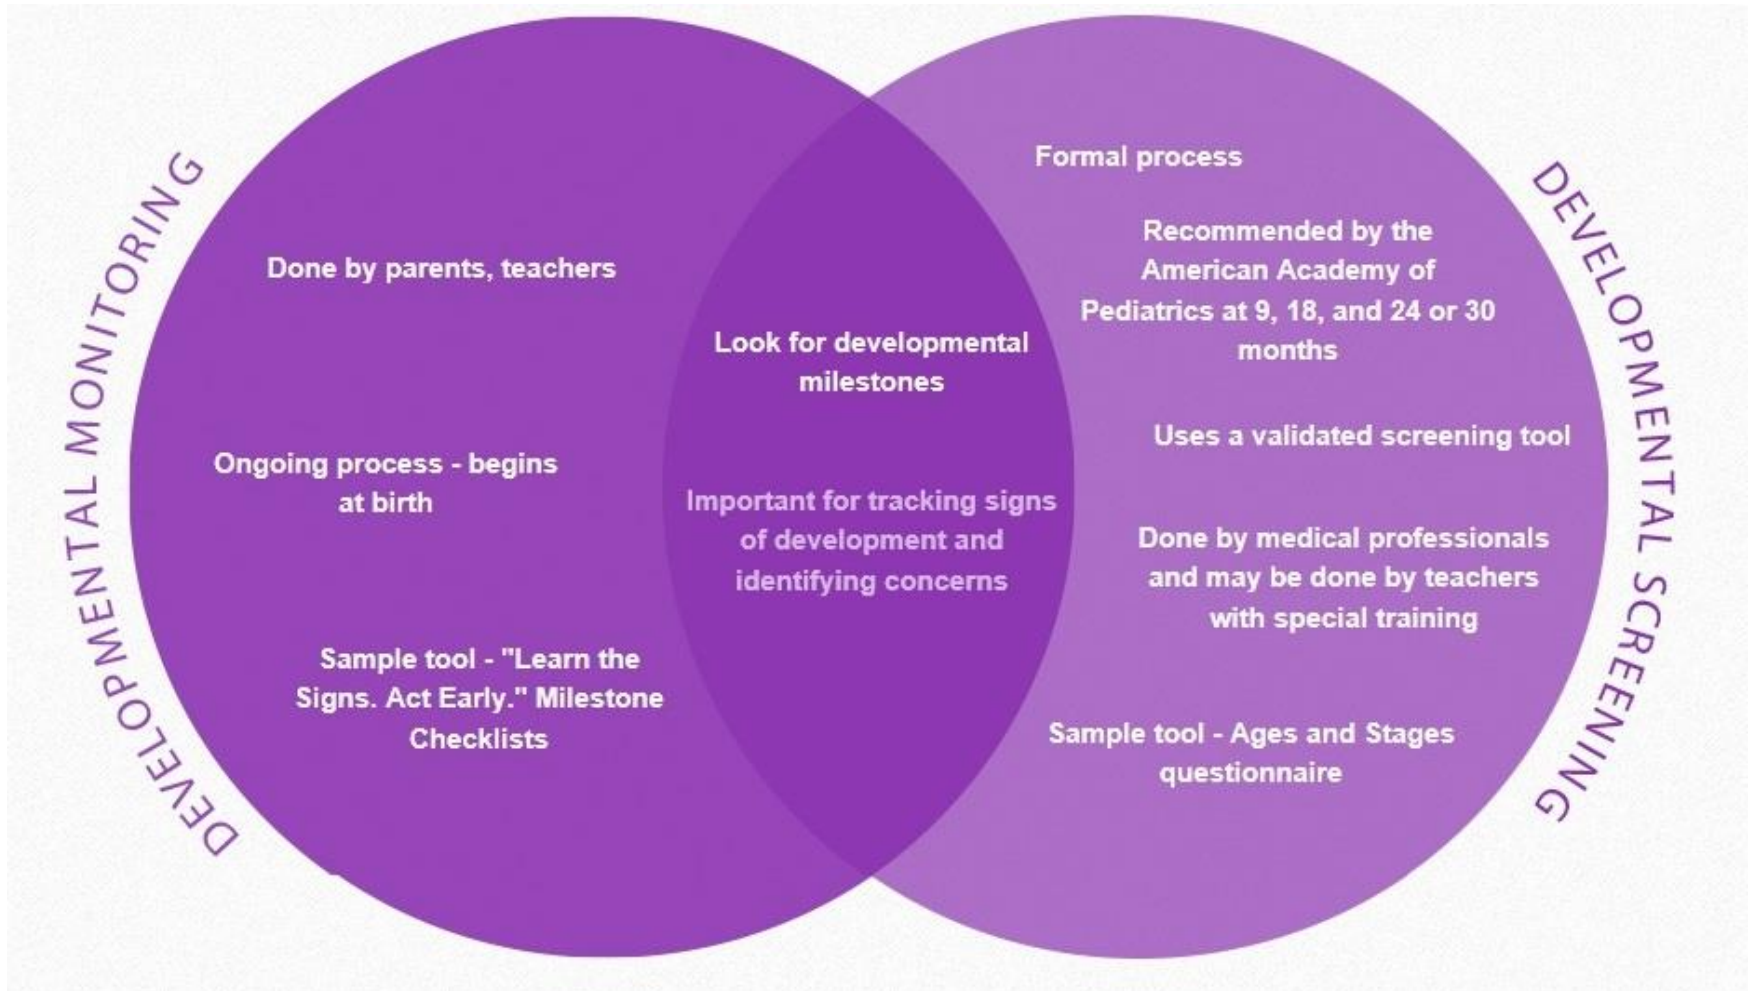 DEVELOPMENTAL MONITORING
Done by parents, teachers
Ongoing process - begins
at birth
Sample tool - "Learn the
Signs. Act Early." Milestone
Checklists
Look for developmental
milestones
Important for tracking signs
of development and
identifying concerns
Formal process
Recommended by the
American Academy of
Pediatrics at 9, 18, and 24 or 30
months
Uses a validated screening tool
Done by medical professionals
and may be done by teachers
with special training
Sample tool - Ages and Stages
questionnaire
DEVELOPMENTAL SCREENING